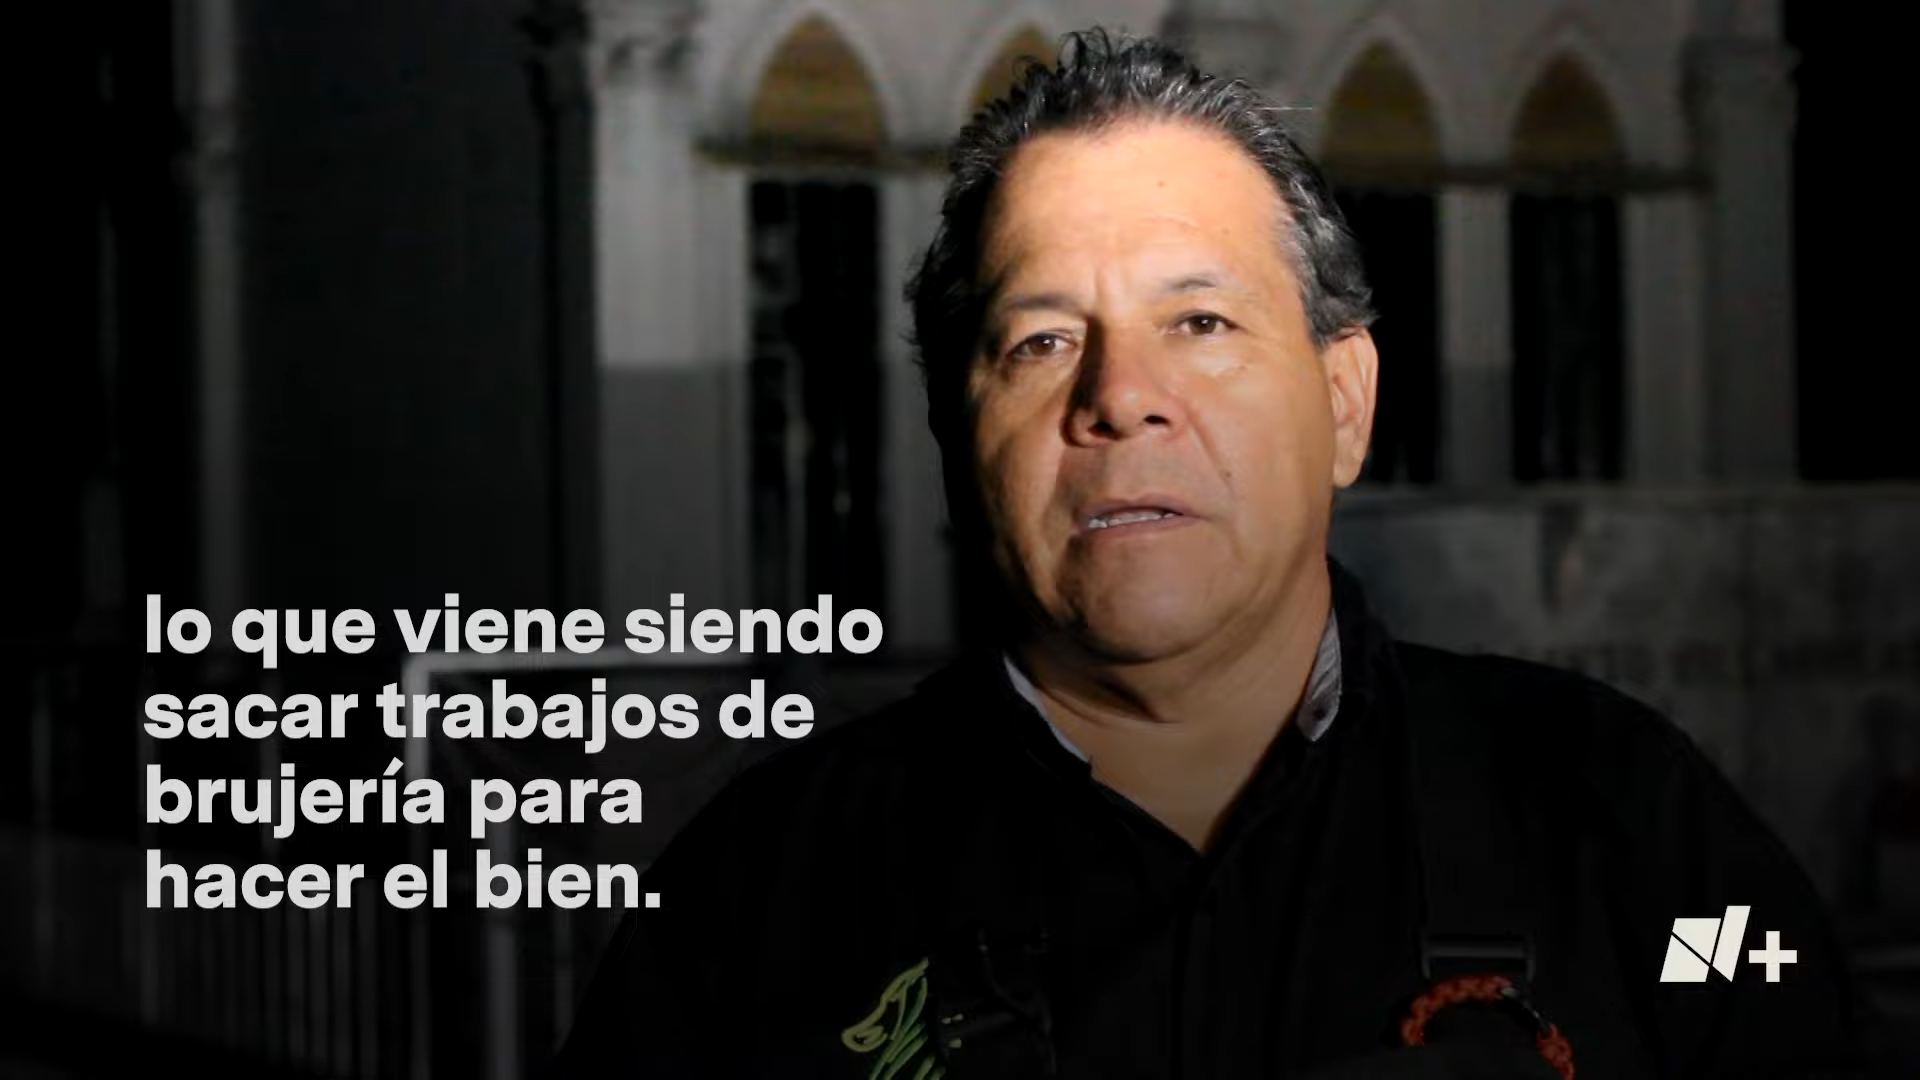 lo que viene siendo
sacar trabajos de
brujería para
hacer el bien.
N+